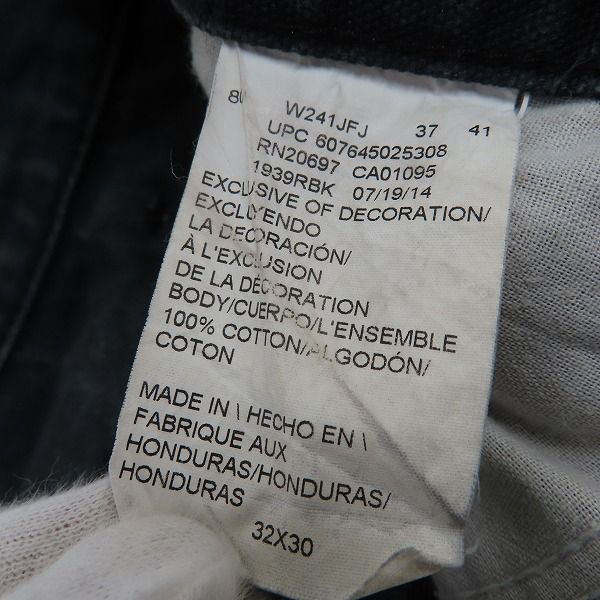 W241JFJ 37 41
UPC 607645025308
RN20697 CA01095
1939RBK 07/19/14
EXCLUSIVE OF DECORATION/
EXCLUYENDO
LA DECORACIÓN/
À L'EXCLUSION
DE LA DÉCORATION
BODY/CUERPO/L'ENSEMBLE
100% COTTON/ALGODÓN/
COTON
MADE IN \ HECHO EN \
FABRIQUE AUX
HONDURAS/HONDURAS/
HONDURAS
32X30